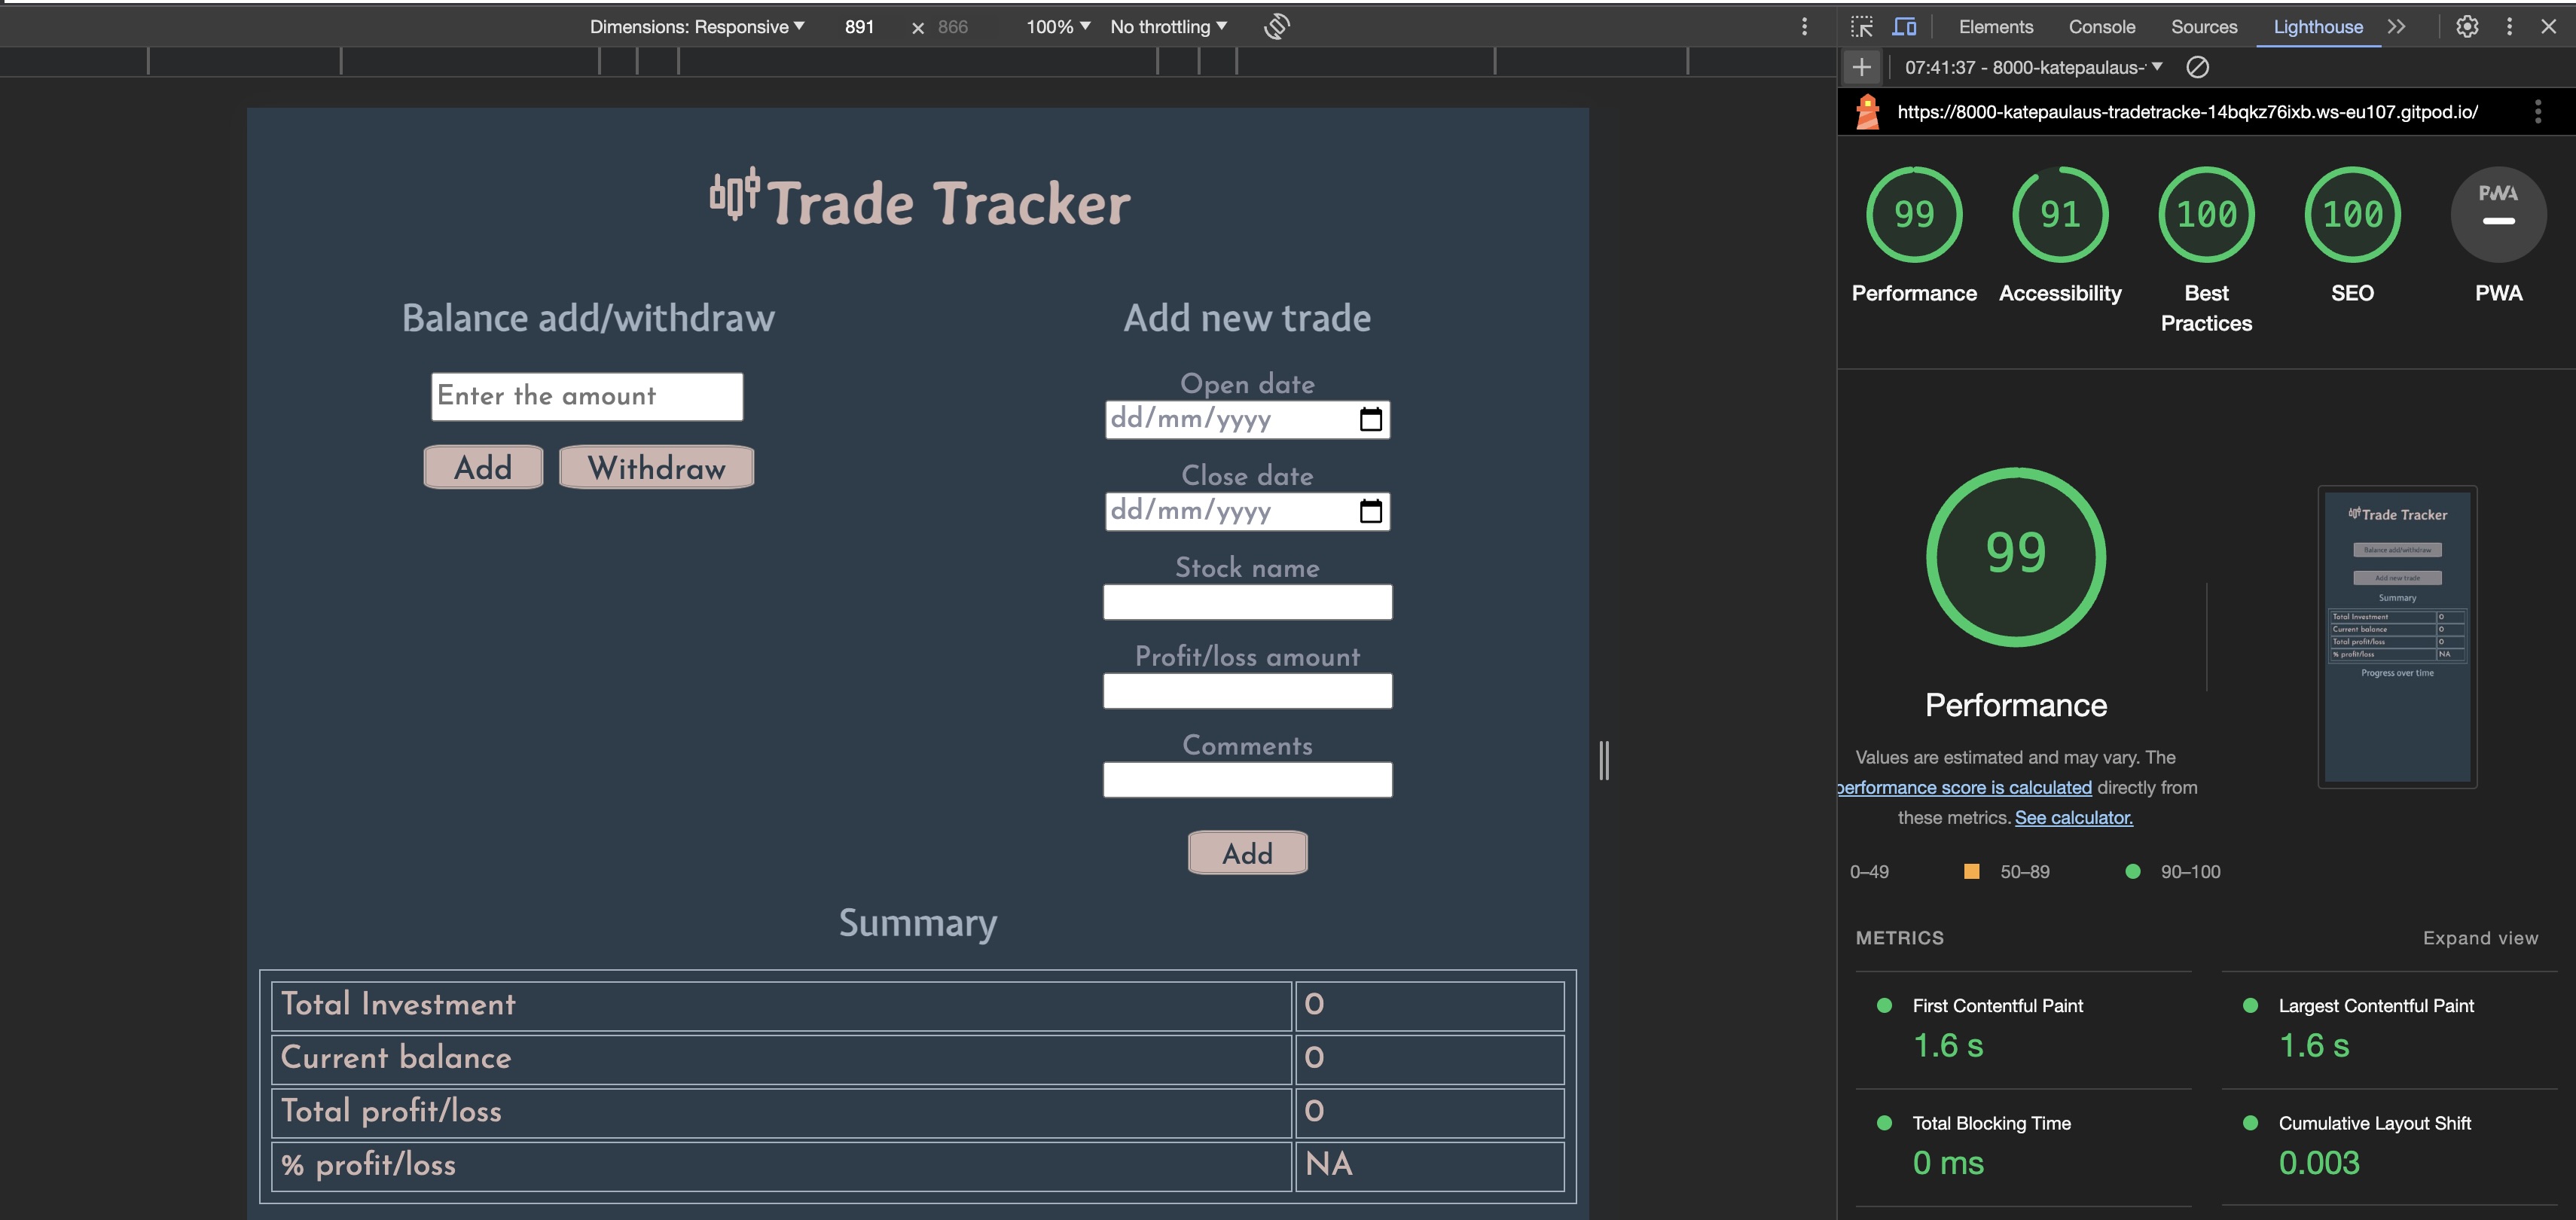 Dimensions: Responsive 891 × 866 100% No throttling
Elements Console Sources Lighthouse
07:41:37 - 8000-katepaulaus-
https://8000-katepaulaus-tradetracke-14bqkz76ixb.ws-eu107.gitpod.io/
Trade Tracker
Balance add/withdraw
Enter the amount
Add Withdraw
Add new trade
Open date
dd/mm/yyyy
Close date
dd/mm/yyyy
Stock name
Profit/loss amount
Comments
Add
Summary
Total Investment 0
Current balance 0
Total profit/loss 0
% profit/loss NA
99 91 100 100 PWA
Performance Accessibility Best Practices SEO PWA
99
Performance
Values are estimated and may vary. The
performance score is calculated directly from
these metrics. See calculator.
0–49 50–89 90–100
Trade Tracker
Balance add/withdraw
Add new trade
Summary
Total Investment 0
Current balance 0
Total profit/loss 0
% profit/loss NA
Progress over time
METRICS Expand view
First Contentful Paint
1.6 s
Largest Contentful Paint
1.6 s
Total Blocking Time
0 ms
Cumulative Layout Shift
0.003